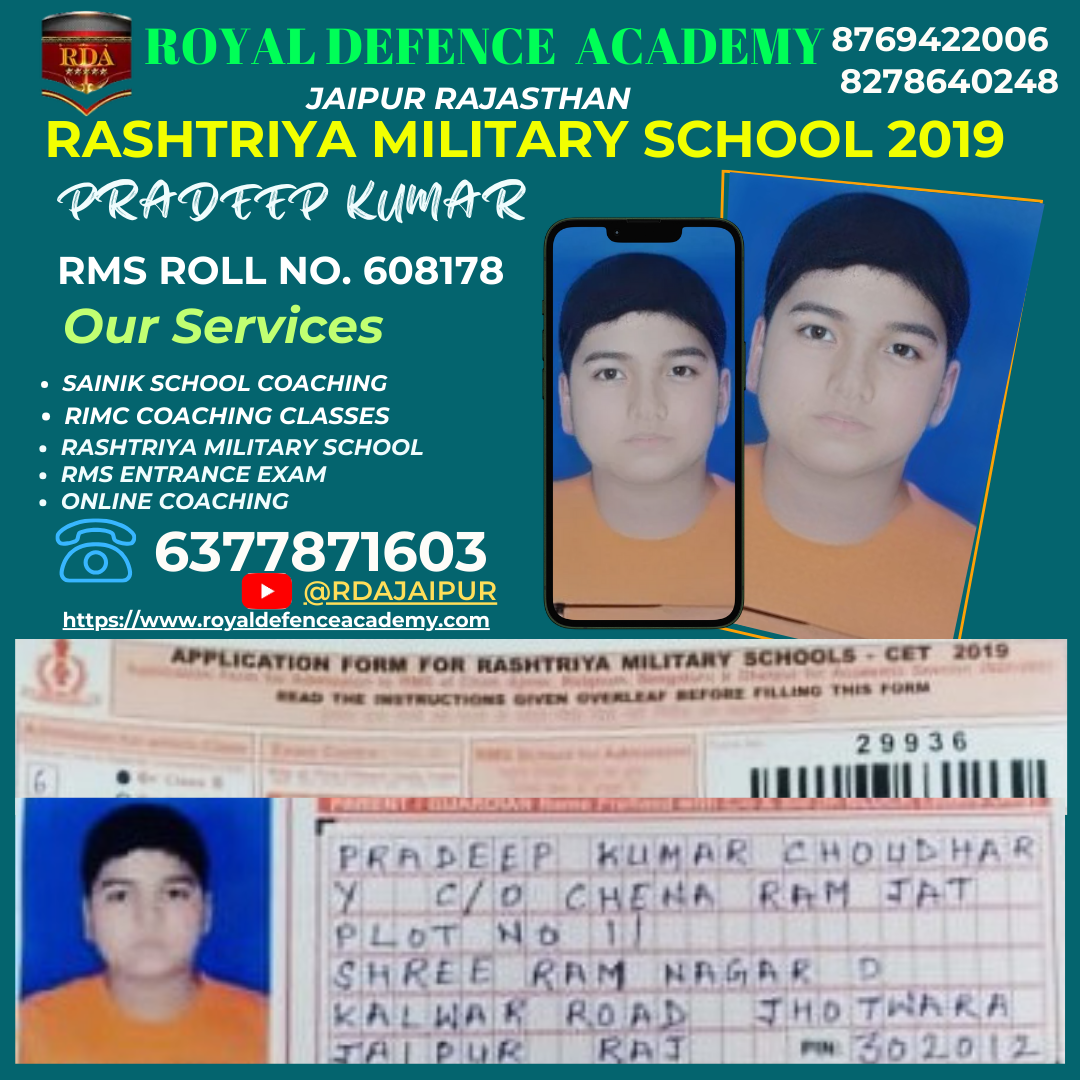 RDA
ROYAL DEFENCE ACADEMY
8769422006
8278640248
JAIPUR RAJASTHAN
RASHTRIYA MILITARY SCHOOL 2019
PRADEEP KUMAR
RMS ROLL NO. 608178
Our Services
• SAINIK SCHOOL COACHING
• RIMC COACHING CLASSES
• RASHTRIYA MILITARY SCHOOL
• RMS ENTRANCE EXAM
• ONLINE COACHING
6377871603
@RDAJAIPUR
https://www.royaldefenceacademy.com
APPLICATION FORM FOR RASHTRIYA MILITARY SCHOOLS - CET 2019
READ THE INSTRUCTIONS GIVEN OVERLEAF BEFORE FILLING THIS FORM
29936
6
PRADEEP KUMAR CHOUDHAR
Y C/O CHENA RAM JAT
PLOT NO 11
SHREE RAM NAGAR D
KALWAR ROAD JHOTWARA
JAIPUR RAJ PIN: 302012